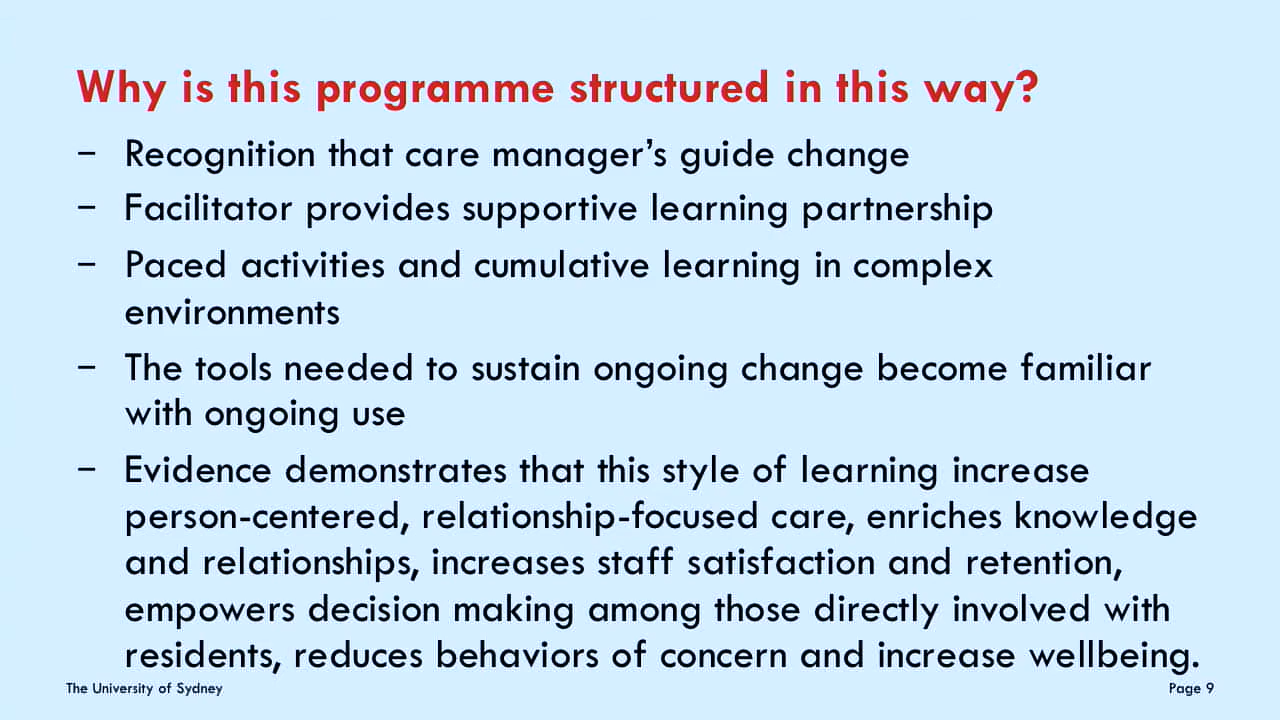 Why is this programme structured in this way?
– Recognition that care manager’s guide change
– Facilitator provides supportive learning partnership
– Paced activities and cumulative learning in complex
environments
– The tools needed to sustain ongoing change become familiar
with ongoing use
– Evidence demonstrates that this style of learning increase
person-centered, relationship-focused care, enriches knowledge
and relationships, increases staff satisfaction and retention,
empowers decision making among those directly involved with
residents, reduces behaviors of concern and increase wellbeing.
The University of Sydney
Page 9